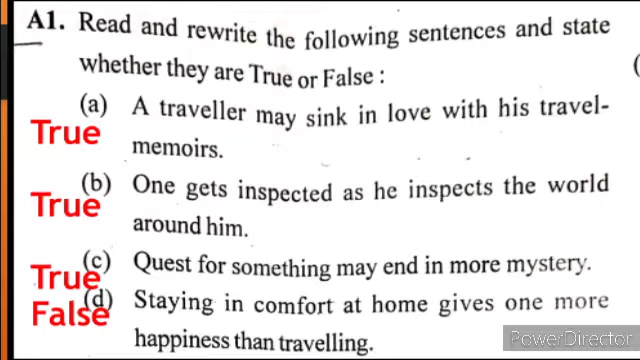 A1. Read and rewrite the following sentences and state
whether they are True or False :
(a) A traveller may sink in love with his travel-
True
memoirs.
(b) One gets inspected as he inspects the world
True
around him.
(c) Quest for something may end in more mystery.
True
(d) Staying in comfort at home gives one more
False
happiness than travelling.
PowerDirector